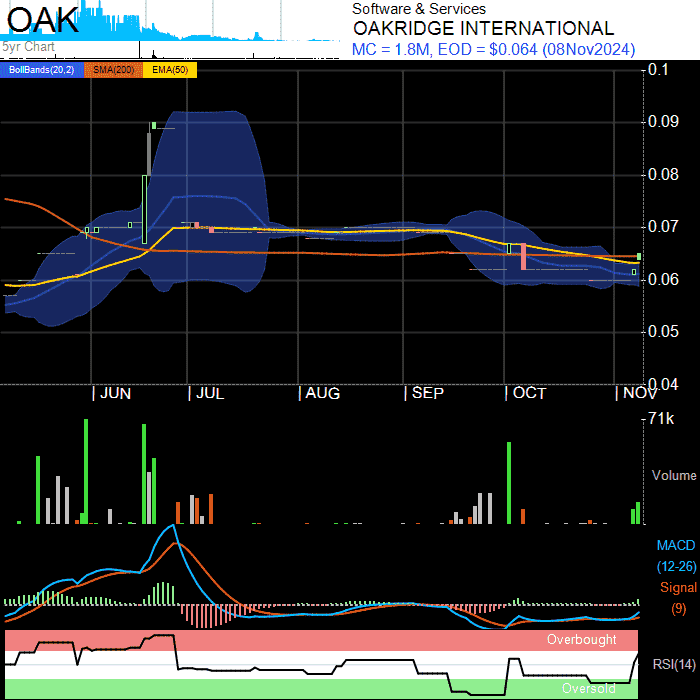 OAK
Software & Services
OAKRIDGE INTERNATIONAL
MC = 1.8M, EOD = $0.064 (08Nov2024)
5yr Chart
BollBands(20,2) SMA(200) EMA(50)
0.1
0.09
0.08
0.07
0.06
0.05
0.04
JUN JUL AUG SEP OCT NOV
71k
Volume
MACD
(12-26)
Signal
(9)
Overbought
RSI(14)
Oversold